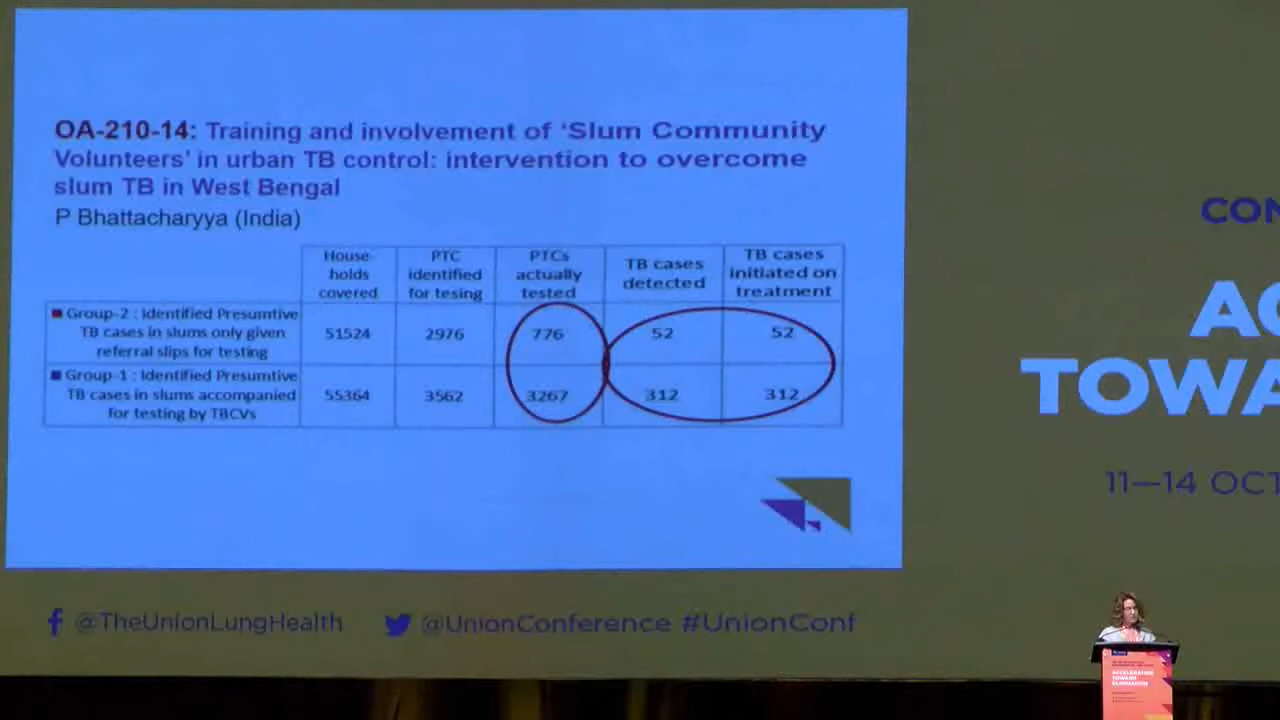 OA-210-14: Training and involvement of ‘Slum Community
Volunteers’ in urban TB control: intervention to overcome
slum TB in West Bengal
P Bhattacharyya (India)
House-
holds
covered
PTC
identified
for tesing
PTCs
actually
tested
TB cases
detected
TB cases
initiated on
treatment
Group-2 : Identified Presumtive
TB cases in slums only given
referral slips for testing
51524
2976
776
52
52
Group-1 : Identified Presumtive
TB cases in slums accompanied
for testing by TBCVs
55364
3562
3267
312
312
@TheUnionLungHealth
@UnionConference #UnionConf
CON
AC
TOWA
11—14 OCT
ACCELERATING
TOWARD
ELIMINATION